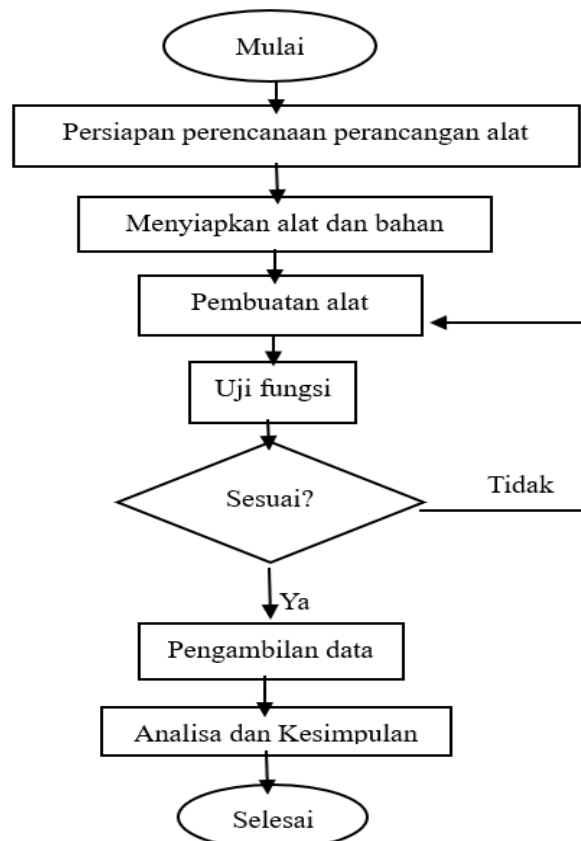 Mulai
Persiapan perencanaan perancangan alat
Menyiapkan alat dan bahan
Pembuatan alat
Uji fungsi
Sesuai?
Tidak
Ya
Pengambilan data
Analisa dan Kesimpulan
Selesai